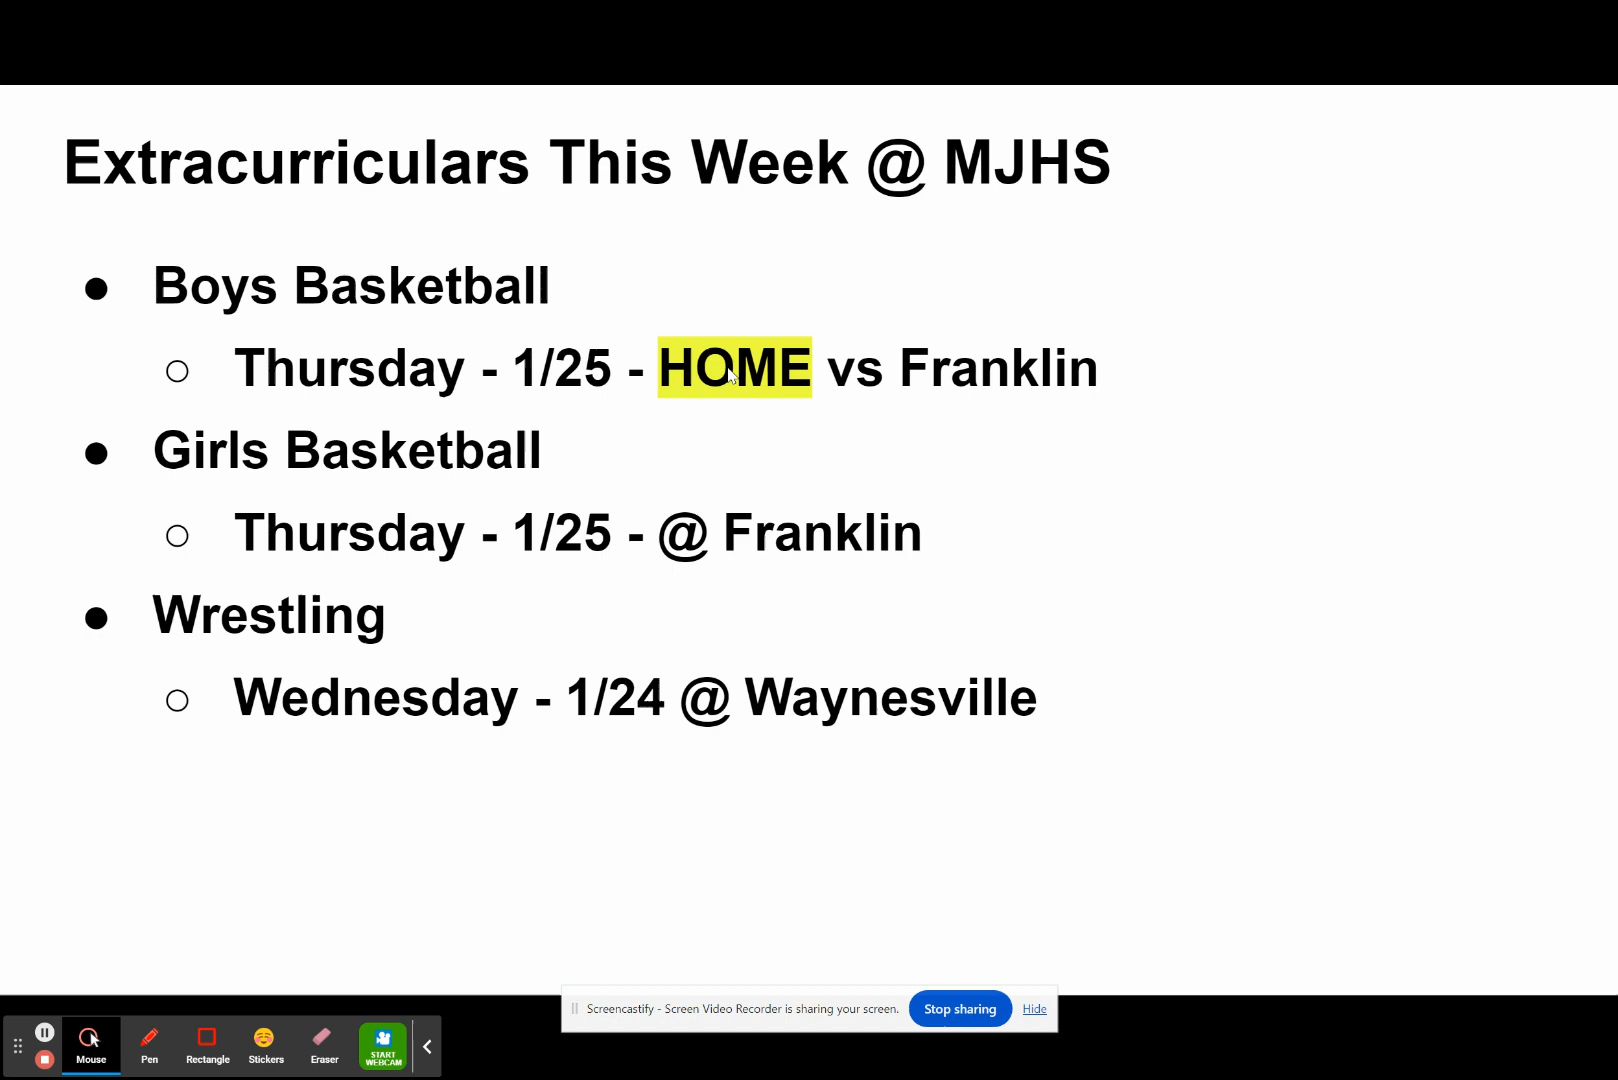 Extracurriculars This Week @ MJHS
● Boys Basketball
○ Thursday - 1/25 - HOME vs Franklin
● Girls Basketball
○ Thursday - 1/25 - @ Franklin
● Wrestling
○ Wednesday - 1/24 @ Waynesville
Screencastify - Screen Video Recorder is sharing your screen. Stop sharing Hide
Mouse Pen Rectangle Stickers Eraser START WEBCAM